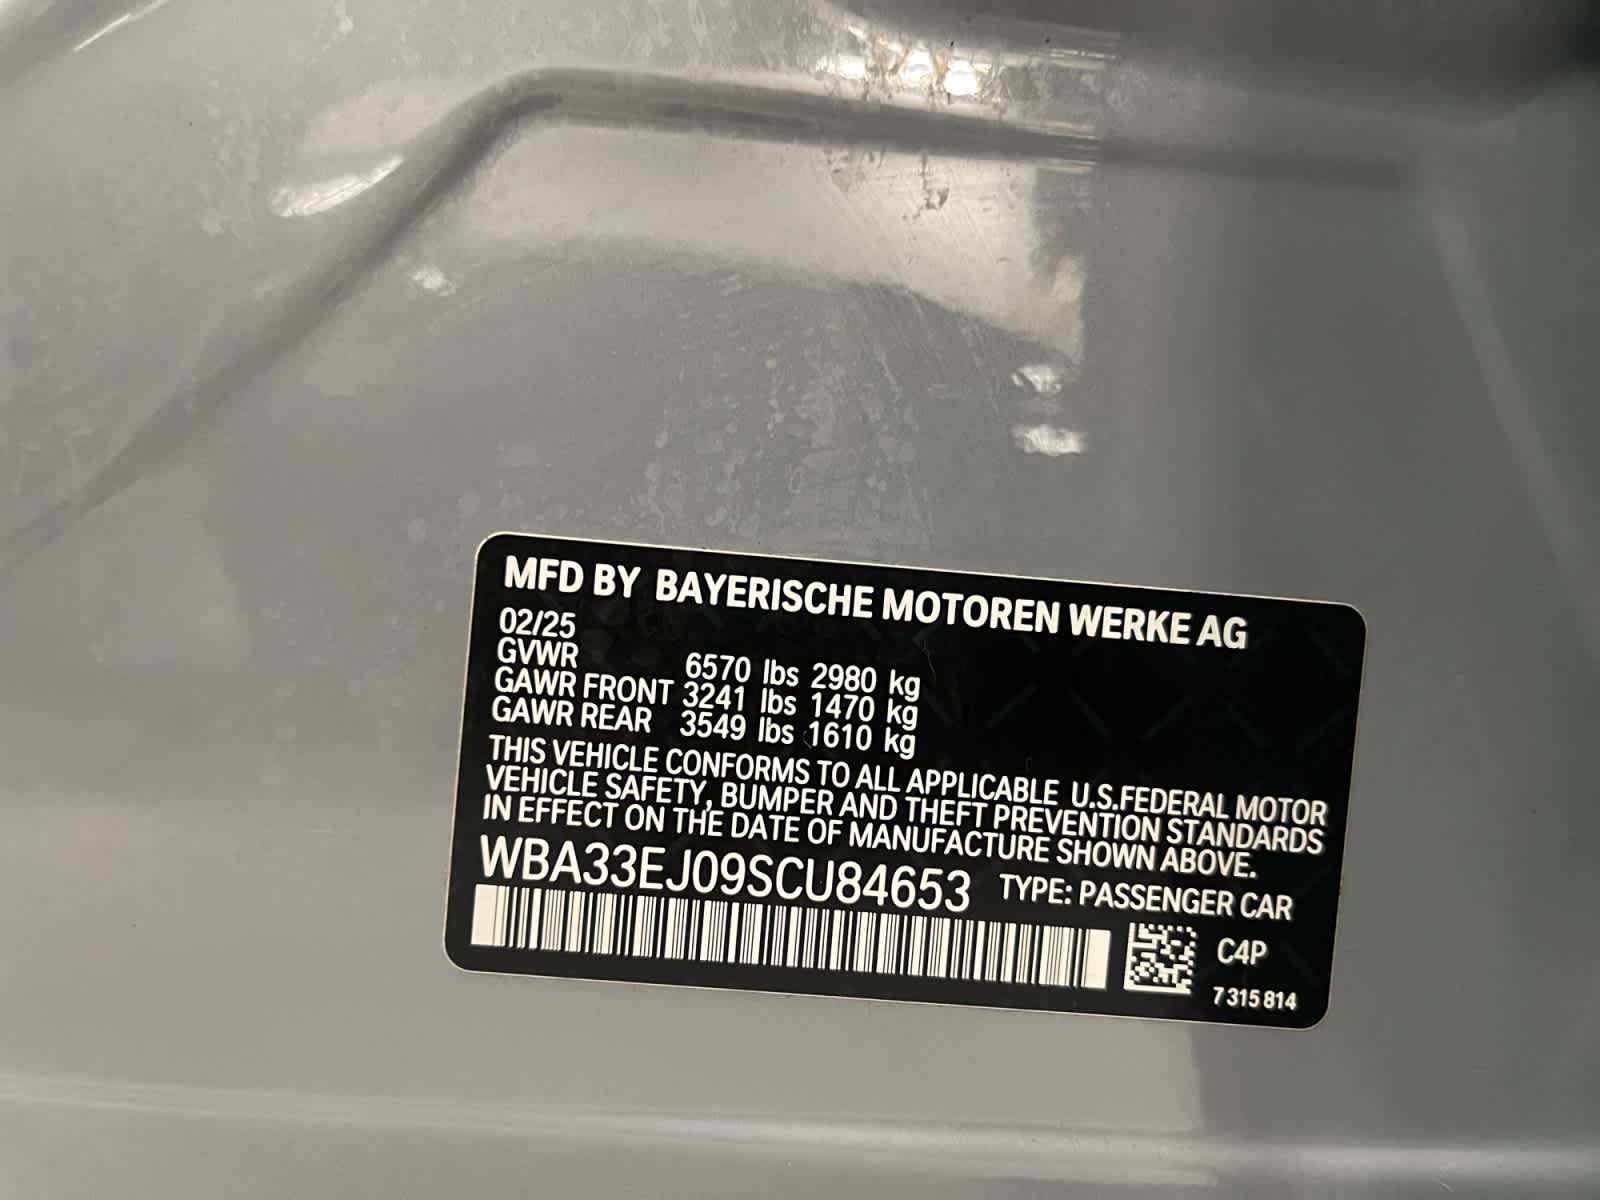 MFD BY BAYERISCHE MOTOREN WERKE AG
02/25
GVWR 6570 lbs 2980 kg
GAWR FRONT 3241 lbs 1470 kg
GAWR REAR 3549 lbs 1610 kg
THIS VEHICLE CONFORMS TO ALL APPLICABLE U.S.FEDERAL MOTOR
VEHICLE SAFETY, BUMPER AND THEFT PREVENTION STANDARDS
IN EFFECT ON THE DATE OF MANUFACTURE SHOWN ABOVE.
WBA33EJ09SCU84653 TYPE: PASSENGER CAR
C4P
7 315 814